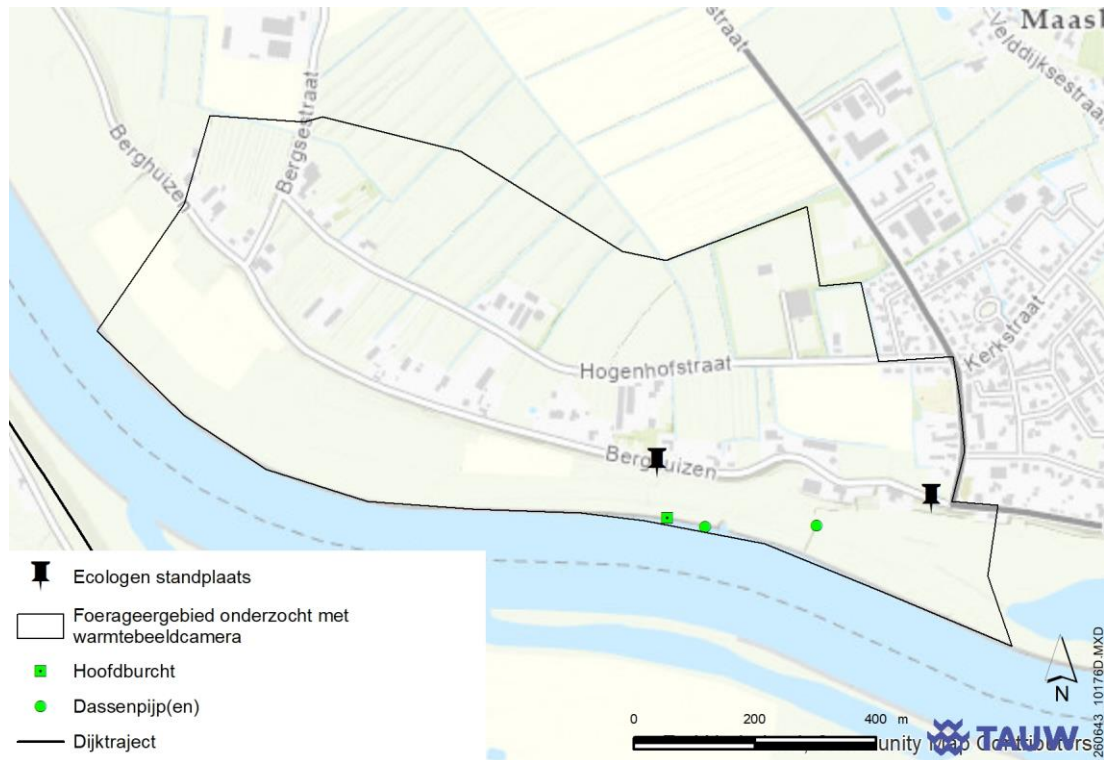 Maasb
Velddijksestraat
straat
Bergsestraat
Berghuizen
Kerkstraat
Hogenhofstraat
Berghuizen
Ecologen standplaats
Foerageergebied onderzocht met
warmtebeeldcamera
Hoofdburcht
Dassenpijp(en)
Dijktraject
0 200 400 m
N
unity Map Contributors
TAUW
260643 10176D.MXD